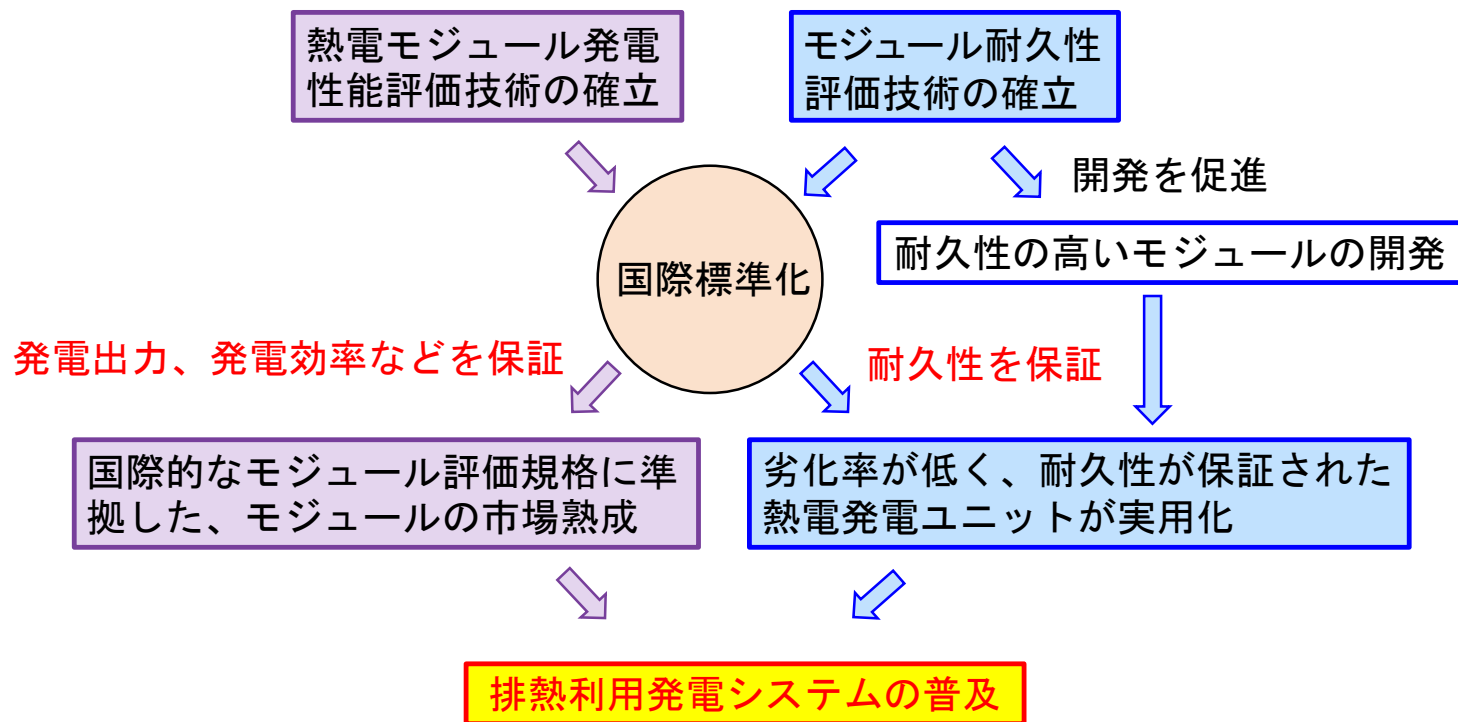 熱電モジュール発電
性能評価技術の確立
モジュール耐久性
評価技術の確立
開発を促進
耐久性の高いモジュールの開発
国際標準化
発電出力、発電効率などを保証
耐久性を保証
国際的なモジュール評価規格に準
拠した、モジュールの市場熟成
劣化率が低く、耐久性が保証された
熱電発電ユニットが実用化
排熱利用発電システムの普及